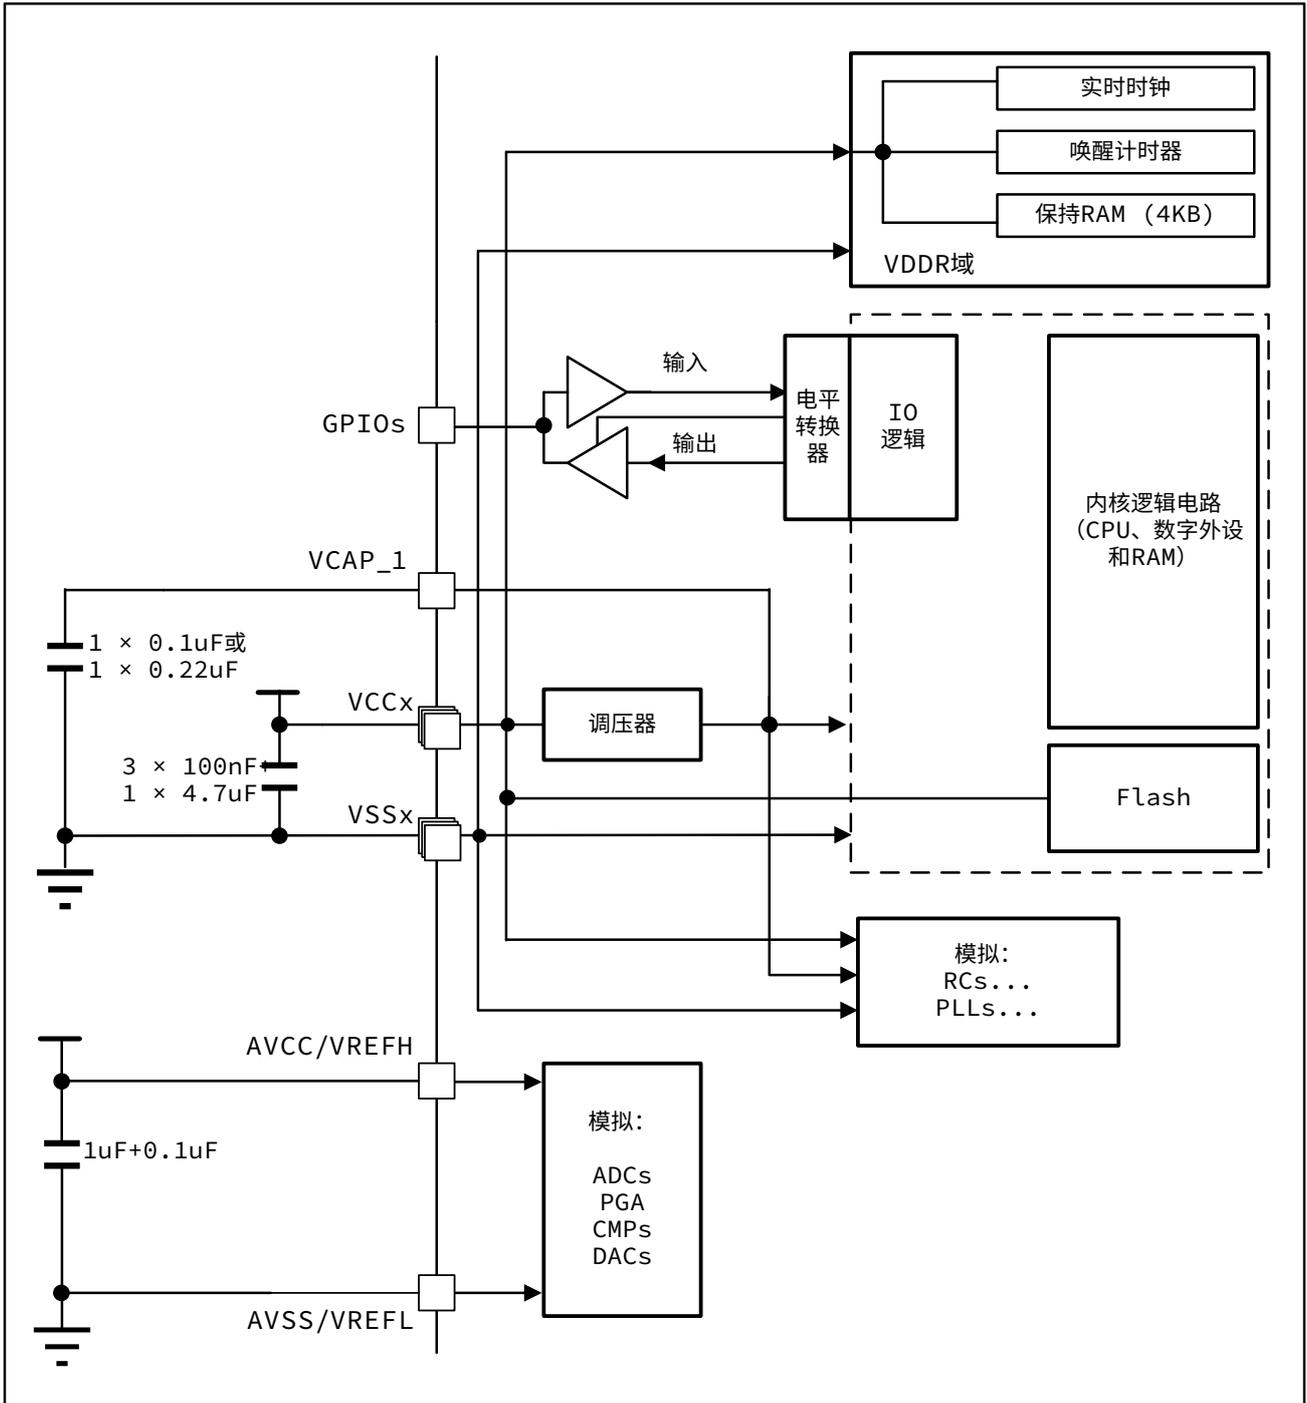 实时时钟
唤醒计时器
保持RAM (4KB)
VDDR域
输入
GPIOs
输出
电平
转换
器
IO
逻辑
内核逻辑电路
（CPU、数字外设
和RAM）
VCAP_1
1 × 0.1uF或
1 × 0.22uF
VCCx
调压器
3 × 100nF+
1 × 4.7uF
VSSx
Flash
模拟：
RCs...
PLLs...
AVCC/VREFH
1uF+0.1uF
模拟：
ADCs
PGA
CMPs
DACs
AVSS/VREFL